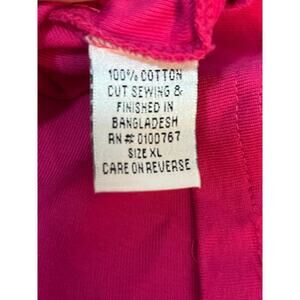 100% COTTON
CUT SEWING &
FINISHED IN
BANGLADESH
RN# 0100767
SIZE XL
CARE ON REVERSE